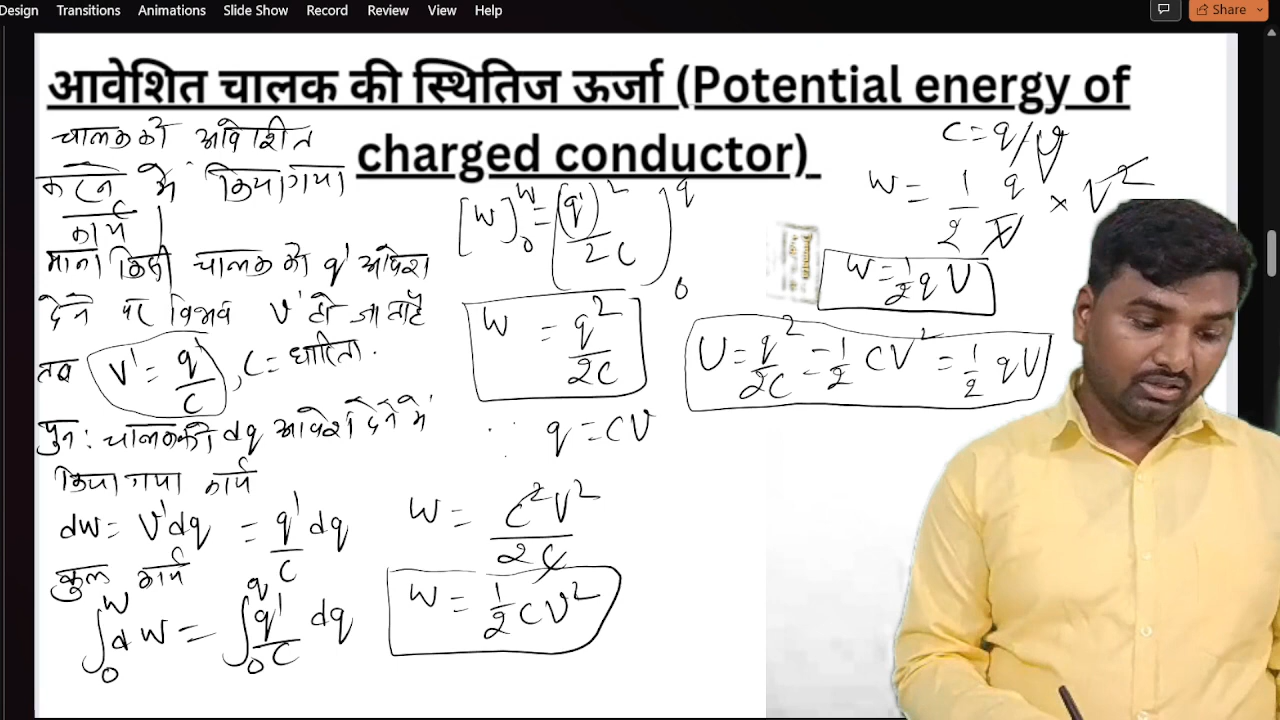 Design Transitions Animations Slide Show Record Review View Help
Share
आवेशित चालक की स्थितिज ऊर्जा (Potential energy of
charged conductor)
चालक को आवेशीत
करने में किया गया
कार्य |
माना किसी चालक को q' आवेश
देने पर विभव V' हो जाता है
तब V' = q'/C , C = धारिता.
पुन: चालक को dq आवेश देने में
किया गया कार्य
dW = V'dq = q'/C dq
कुल कार्य
∫₀ᵂ dW = ∫₀^q q'/C dq
[W]₀ᵂ = ((q')²/2C)₀^q
W = q²/2C
∵ q = CV
W = C²V²/2C
W = 1/2 CV²
C = q/V
W = 1/2 q/V × V²
W = 1/2 qV
U = q²/2C = 1/2 CV² = 1/2 qV